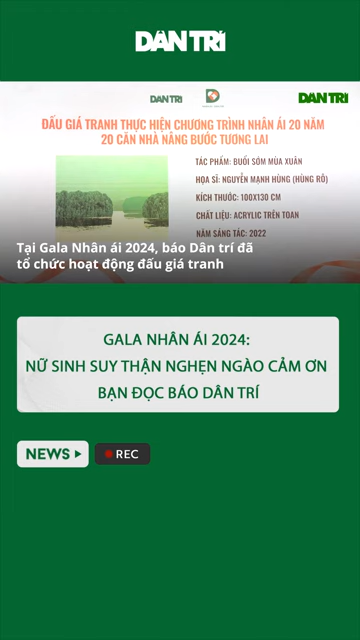 DÂN TRÍ
DÂN TRÍ
DÂN TRÍ
ĐẤU GIÁ TRANH THỰC HIỆN CHƯƠNG TRÌNH NHÂN ÁI 20 NĂM
20 CĂN NHÀ NÂNG BƯỚC TƯƠNG LAI
TÁC PHẨM: BUỔI SỚM MÙA XUÂN
HỌA SĨ: NGUYỄN MẠNH HÙNG (HÙNG RÔ)
KÍCH THƯỚC: 100X130 CM
CHẤT LIỆU: ACRYLIC TRÊN TOAN
NĂM SÁNG TÁC: 2022
Tại Gala Nhân ái 2024, báo Dân trí đã
tổ chức hoạt động đấu giá tranh
GALA NHÂN ÁI 2024:
NỮ SINH SUY THẬN NGHẸN NGÀO CẢM ƠN
BẠN ĐỌC BÁO DÂN TRÍ
NEWS
REC